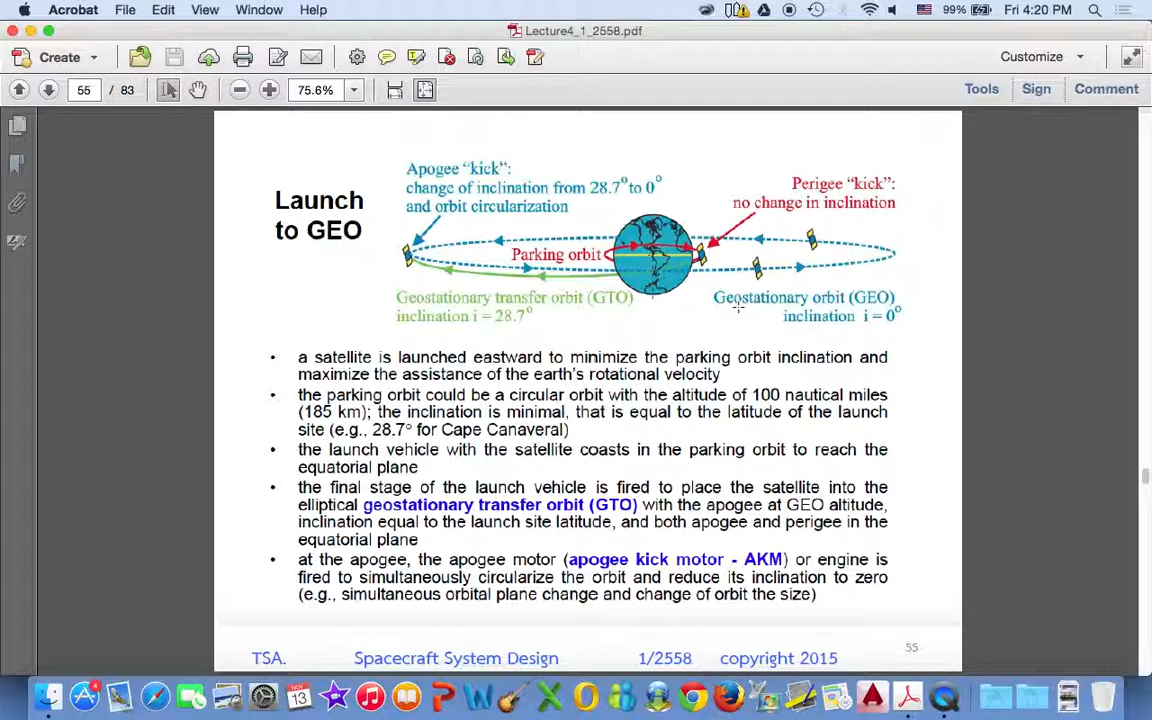 Acrobat File Edit View Window Help 99% Fri 4:20 PM
Lecture4_1_2558.pdf
Create Customize
55 / 83 75.6% Tools Sign Comment
Launch
to GEO
Apogee “kick”:
change of inclination from 28.7° to 0°
and orbit circularization
Perigee “kick”:
no change in inclination
Parking orbit
Geostationary transfer orbit (GTO)
inclination i = 28.7°
Geostationary orbit (GEO)
inclination i = 0°
• a satellite is launched eastward to minimize the parking orbit inclination and
maximize the assistance of the earth’s rotational velocity
• the parking orbit could be a circular orbit with the altitude of 100 nautical miles
(185 km); the inclination is minimal, that is equal to the latitude of the launch
site (e.g., 28.7° for Cape Canaveral)
• the launch vehicle with the satellite coasts in the parking orbit to reach the
equatorial plane
• the final stage of the launch vehicle is fired to place the satellite into the
elliptical geostationary transfer orbit (GTO) with the apogee at GEO altitude,
inclination equal to the launch site latitude, and both apogee and perigee in the
equatorial plane
• at the apogee, the apogee motor (apogee kick motor - AKM) or engine is
fired to simultaneously circularize the orbit and reduce its inclination to zero
(e.g., simultaneous orbital plane change and change of orbit the size)
55
TSA. Spacecraft System Design 1/2558 copyright 2015
4
NOV
13